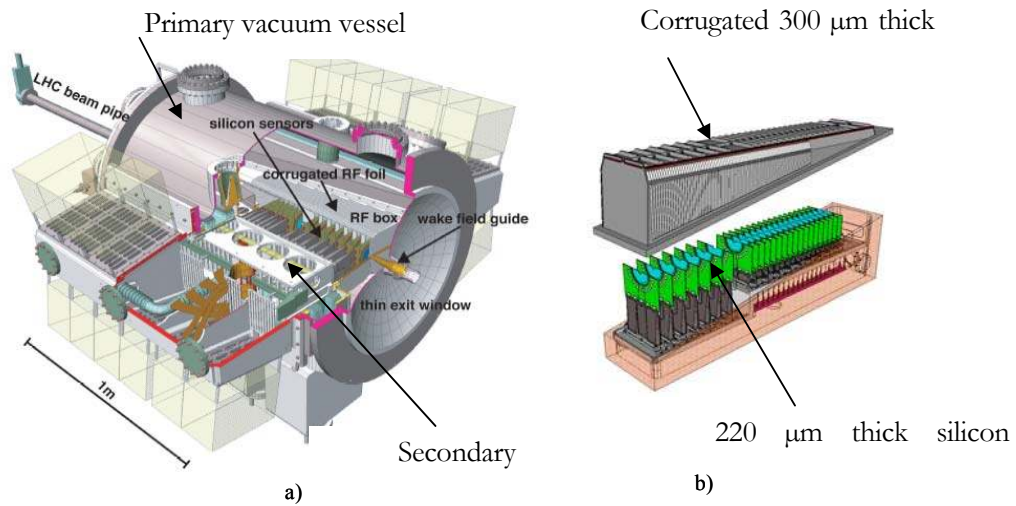 Primary vacuum vessel
LHC beam pipe
silicon sensors
corrugated RF foil
RF box
wake field guide
thin exit window
1m
Secondary
a)
Corrugated 300 μm thick
220 μm thick silicon
b)